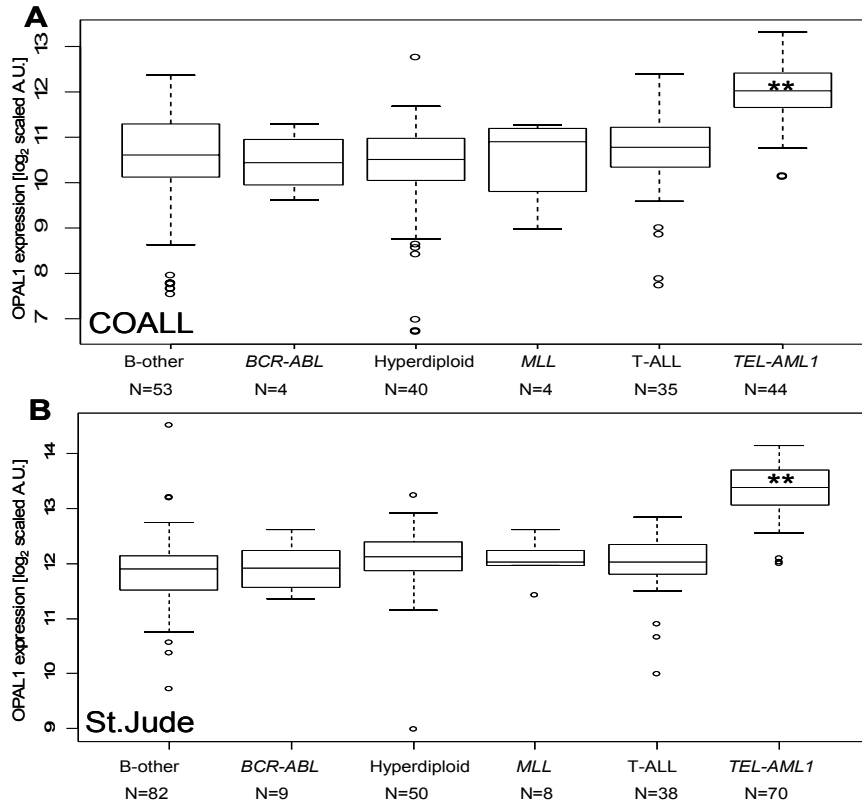 A
OPAL1 expression [log2 scaled A.U.]
13
12
11
10
9
8
7
**
COALL
B-other BCR-ABL Hyperdiploid MLL T-ALL TEL-AML1
N=53 N=4 N=40 N=4 N=35 N=44
B
OPAL1 expression [log2 scaled A.U.]
14
13
12
11
10
9
**
St.Jude
B-other BCR-ABL Hyperdiploid MLL T-ALL TEL-AML1
N=82 N=9 N=50 N=8 N=38 N=70